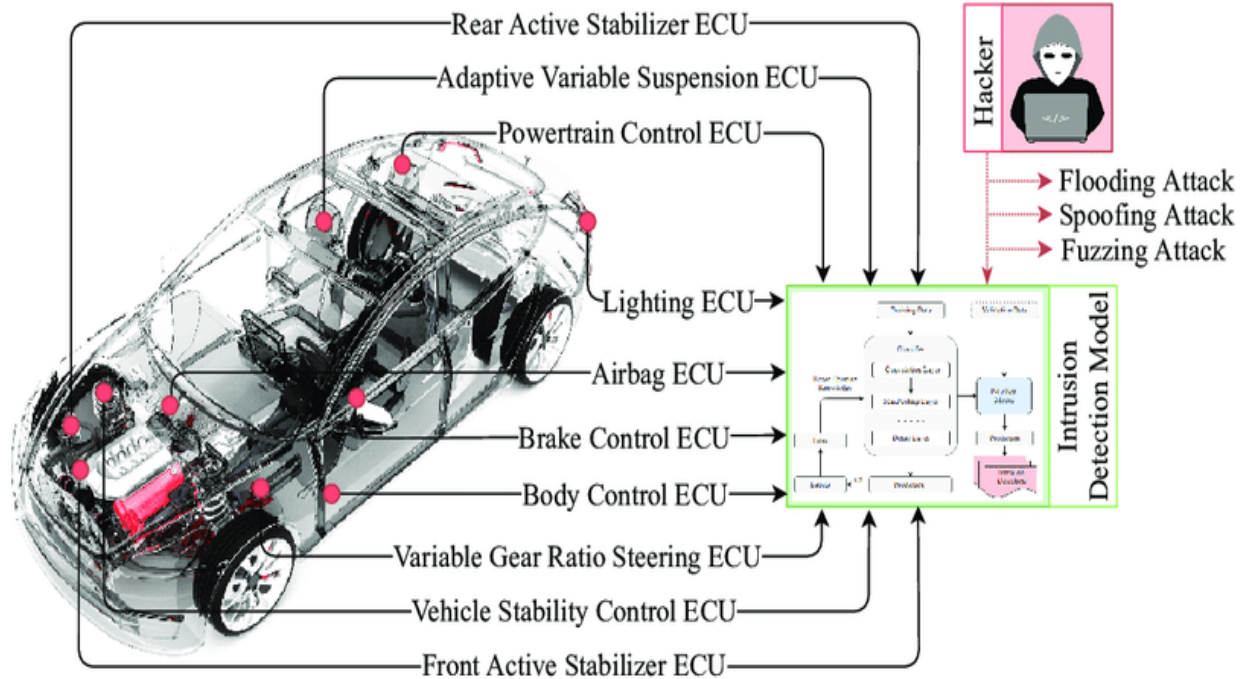 Rear Active Stabilizer ECU
Adaptive Variable Suspension ECU
Powertrain Control ECU
Hacker
</>
Flooding Attack
Spoofing Attack
Fuzzing Attack
Lighting ECU
Airbag ECU
Brake Control ECU
Body Control ECU
Variable Gear Ratio Steering ECU
Vehicle Stability Control ECU
Front Active Stabilizer ECU
Intrusion
Detection Model